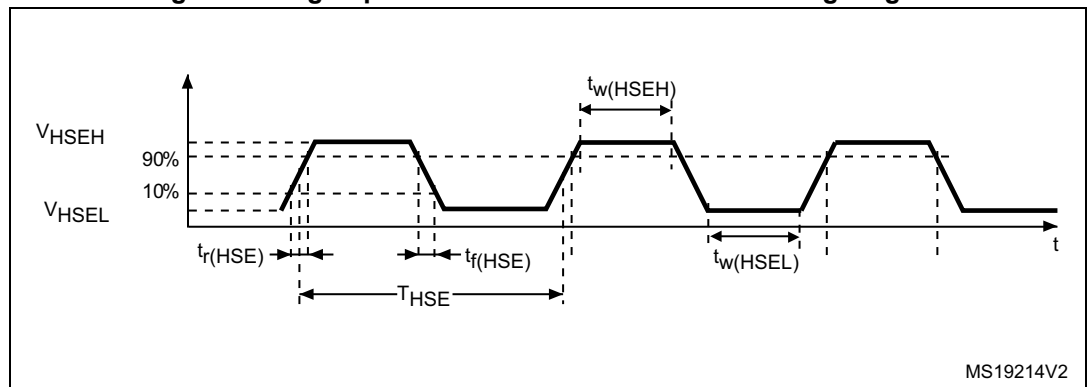 tw(HSEH)
VHSEH
90%
10%
VHSEL
tr(HSE)
tf(HSE)
tw(HSEL)
t
THSE
MS19214V2